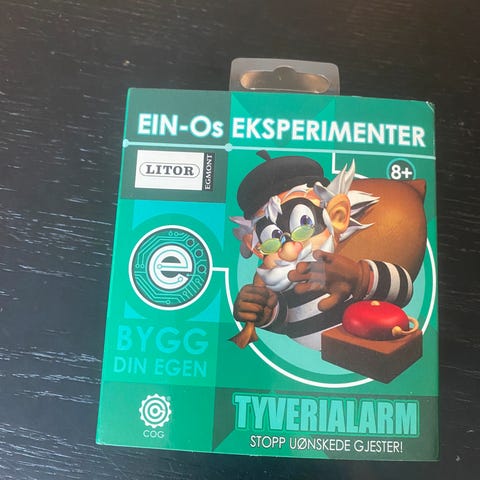 EIN-Os EKSPERIMENTER
8+
LITOR
EGMONT
e
BYGG
DIN EGEN
COG
TYVERIALARM
STOPP UØNSKEDE GJESTER!